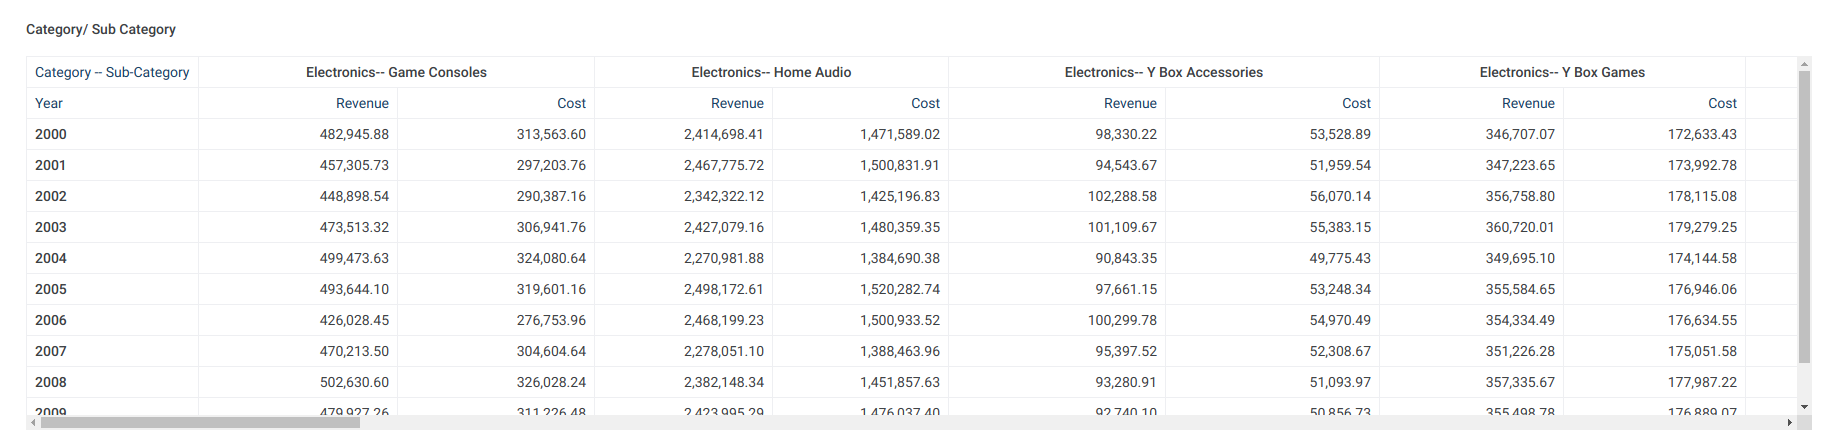 Category/ Sub Category
Category -- Sub-Category Electronics-- Game Consoles Electronics-- Home Audio Electronics-- Y Box Accessories Electronics-- Y Box Games
Year Revenue Cost Revenue Cost Revenue Cost Revenue Cost
2000 482,945.88 313,563.60 2,414,698.41 1,471,589.02 98,330.22 53,528.89 346,707.07 172,633.43
2001 457,305.73 297,203.76 2,467,775.72 1,500,831.91 94,543.67 51,959.54 347,223.65 173,992.78
2002 448,898.54 290,387.16 2,342,322.12 1,425,196.83 102,288.58 56,070.14 356,758.80 178,115.08
2003 473,513.32 306,941.76 2,427,079.16 1,480,359.35 101,109.67 55,383.15 360,720.01 179,279.25
2004 499,473.63 324,080.64 2,270,981.88 1,384,690.38 90,843.35 49,775.43 349,695.10 174,144.58
2005 493,644.10 319,601.16 2,498,172.61 1,520,282.74 97,661.15 53,248.34 355,584.65 176,946.06
2006 426,028.45 276,753.96 2,468,199.23 1,500,933.52 100,299.78 54,970.49 354,334.49 176,634.55
2007 470,213.50 304,604.64 2,278,051.10 1,388,463.96 95,397.52 52,308.67 351,226.28 175,051.58
2008 502,630.60 326,028.24 2,382,148.34 1,451,857.63 93,280.91 51,093.97 357,335.67 177,987.22
2009 479,927.26 311,226.48 2,423,995.29 1,476,037.40 92,740.10 50,856.73 355,498.78 176,889.07